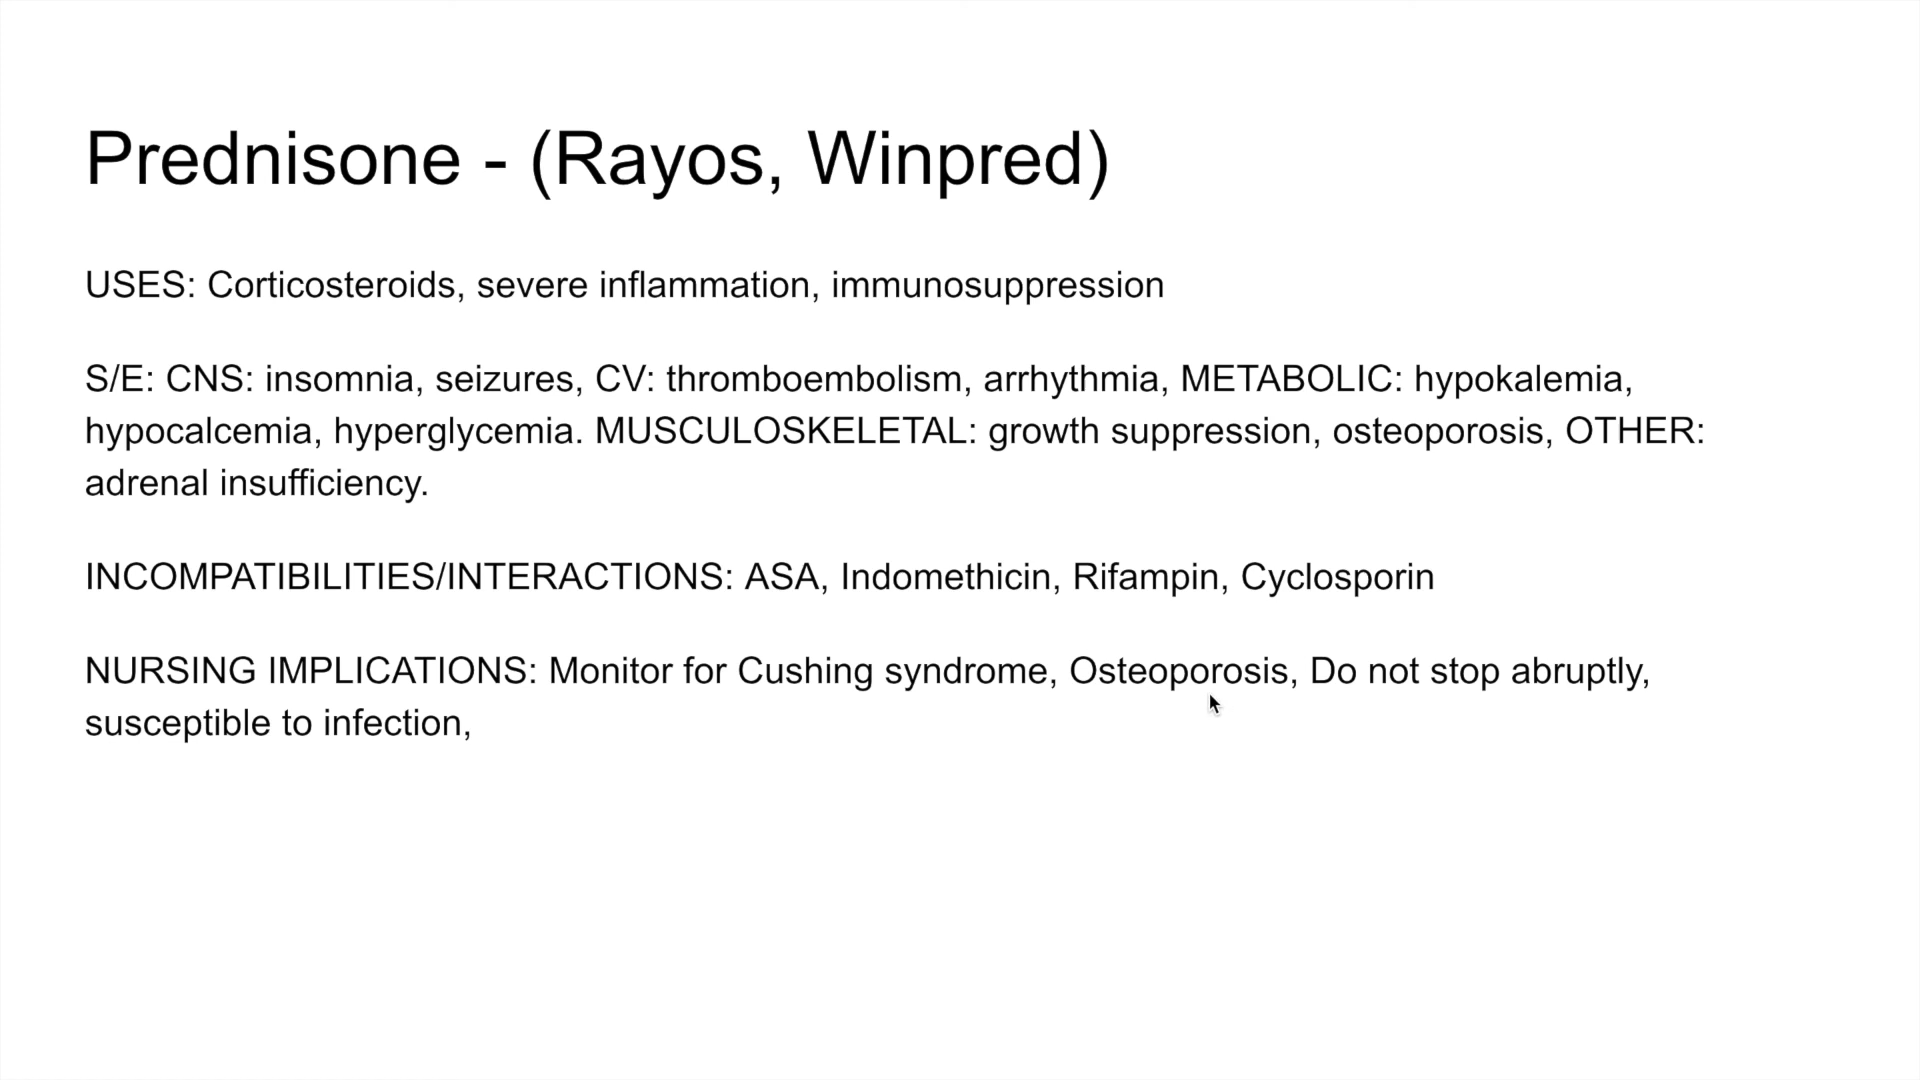 Prednisone - (Rayos, Winpred)
USES: Corticosteroids, severe inflammation, immunosuppression
S/E: CNS: insomnia, seizures, CV: thromboembolism, arrhythmia, METABOLIC: hypokalemia,
hypocalcemia, hyperglycemia. MUSCULOSKELETAL: growth suppression, osteoporosis, OTHER:
adrenal insufficiency.
INCOMPATIBILITIES/INTERACTIONS: ASA, Indomethicin, Rifampin, Cyclosporin
NURSING IMPLICATIONS: Monitor for Cushing syndrome, Osteoporosis, Do not stop abruptly,
susceptible to infection,